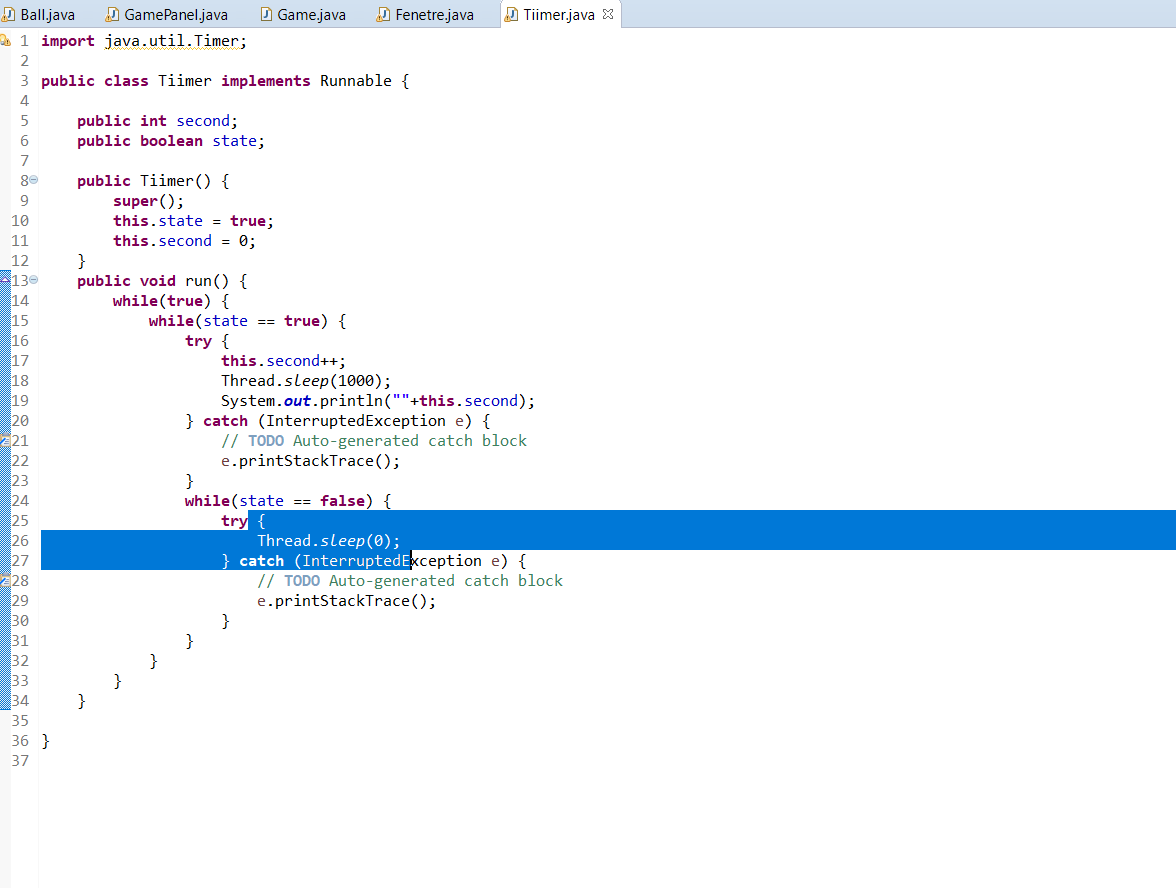 Ball.java GamePanel.java Game.java Fenetre.java Tiimer.java
1 import java.util.Timer;
2
3 public class Tiimer implements Runnable {
4
5     public int second;
6     public boolean state;
7
8     public Tiimer() {
9         super();
10         this.state = true;
11         this.second = 0;
12     }
13     public void run() {
14         while(true) {
15             while(state == true) {
16                 try {
17                     this.second++;
18                     Thread.sleep(1000);
19                     System.out.println(""+this.second);
20                 } catch (InterruptedException e) {
21                     // TODO Auto-generated catch block
22                     e.printStackTrace();
23                 }
24                 while(state == false) {
25                     try {
26                         Thread.sleep(0);
27                     } catch (InterruptedException e) {
28                         // TODO Auto-generated catch block
29                         e.printStackTrace();
30                     }
31                 }
32             }
33         }
34     }
35
36 }
37